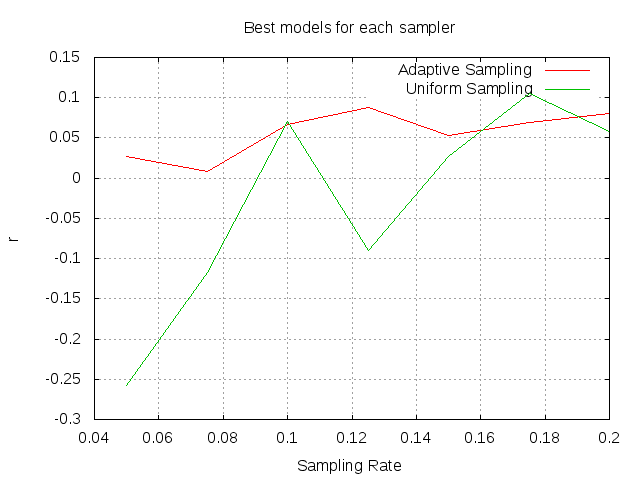 Best models for each sampler
0.15
0.1
0.05
0
-0.05
-0.1
-0.15
-0.2
-0.25
-0.3
r
Adaptive Sampling
Uniform Sampling
0.04 0.06 0.08 0.1 0.12 0.14 0.16 0.18 0.2
Sampling Rate